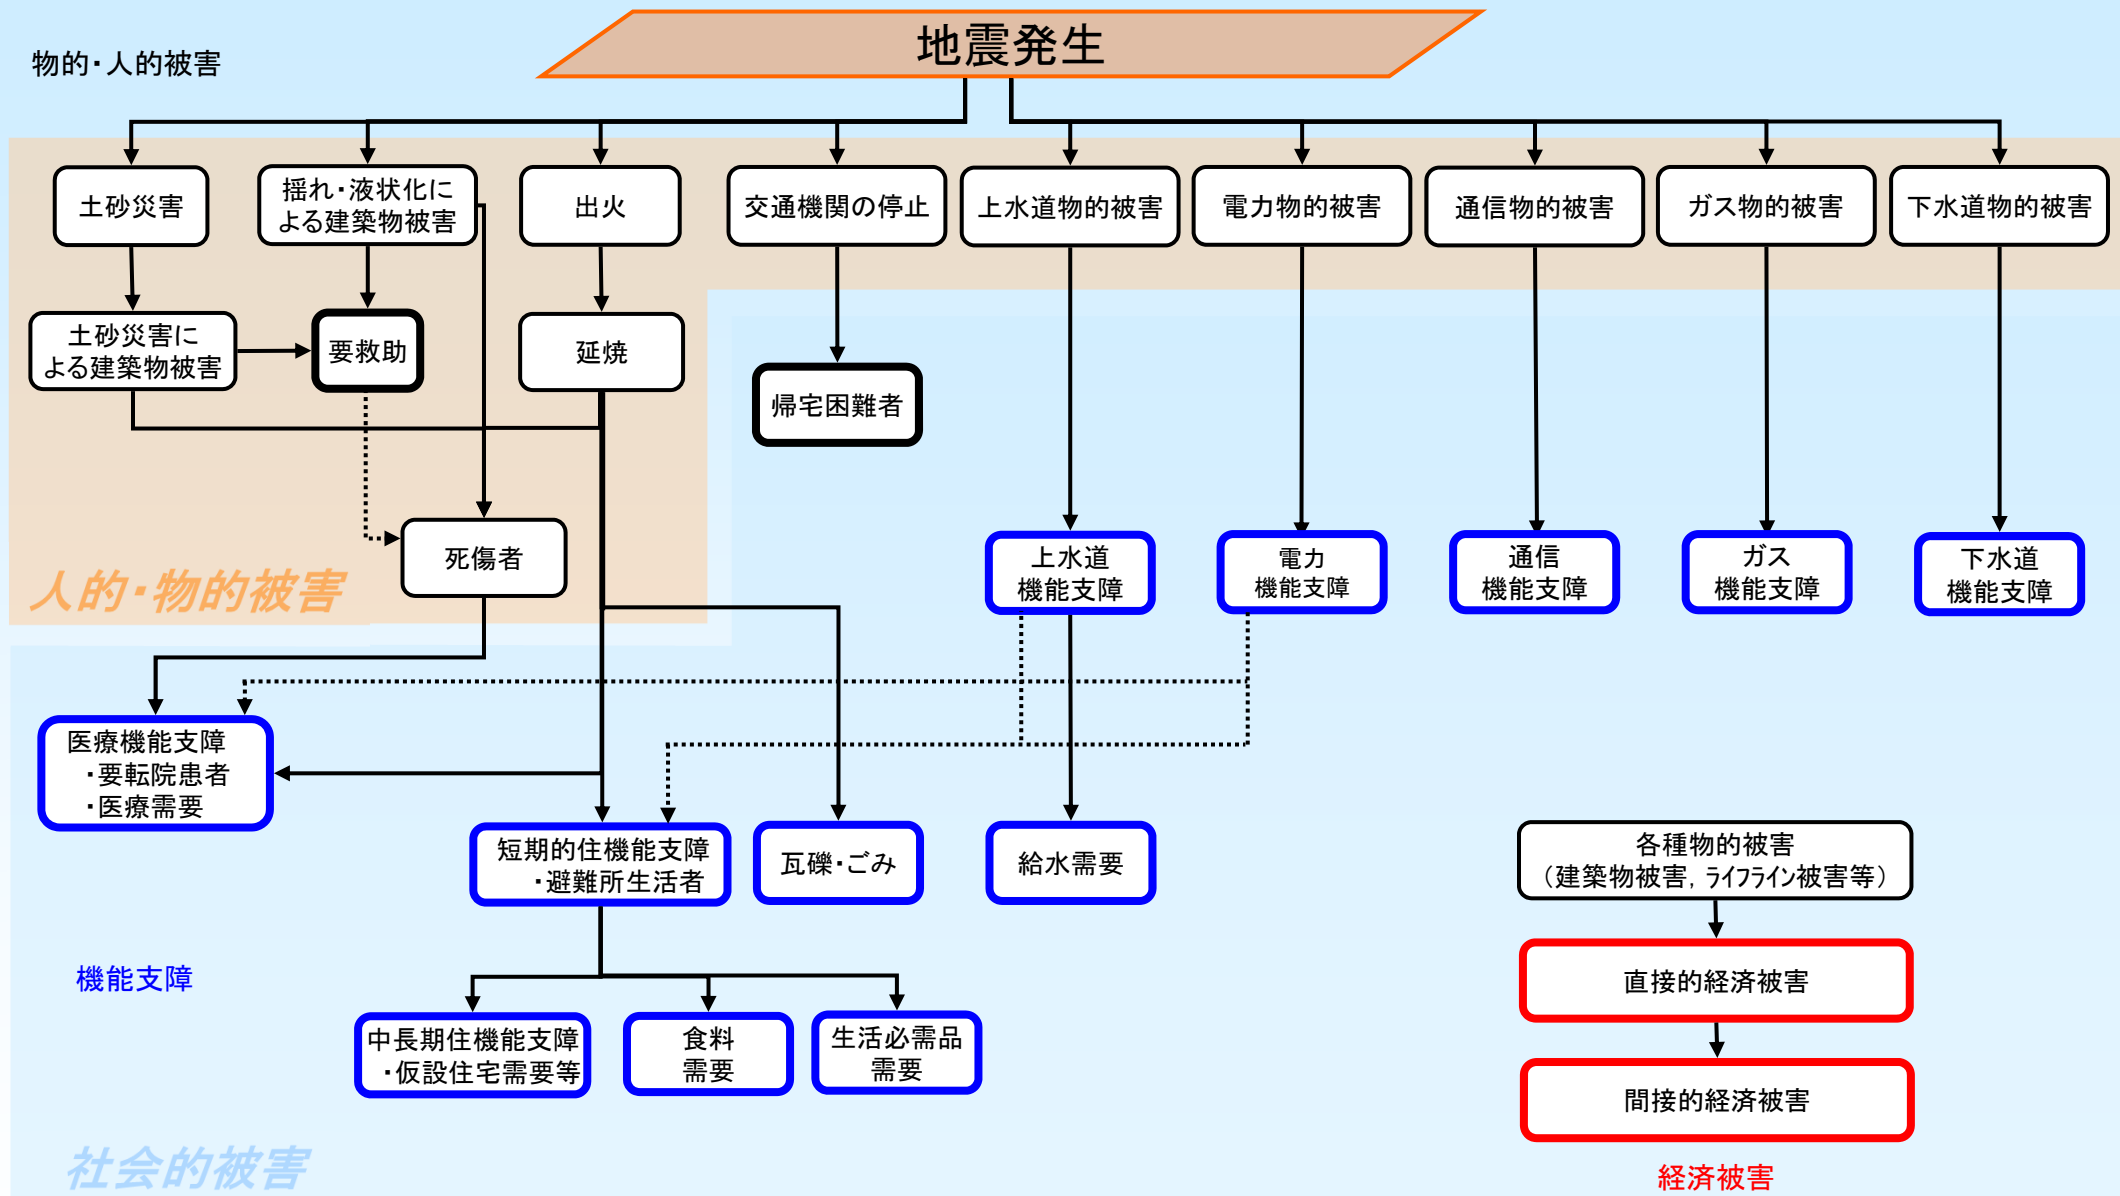 地震発生
物的・人的被害
土砂災害
揺れ・液状化に
よる建築物被害
出火
交通機関の停止
上水道物的被害
電力物的被害
通信物的被害
ガス物的被害
下水道物的被害
土砂災害に
よる建築物被害
要救助
延焼
帰宅困難者
死傷者
人的・物的被害
上水道
機能支障
電力
機能支障
通信
機能支障
ガス
機能支障
下水道
機能支障
医療機能支障
・要転院患者
・医療需要
短期的住機能支障
・避難所生活者
瓦礫・ごみ
給水需要
各種物的被害
（建築物被害，ライフライン被害等）
直接的経済被害
機能支障
中長期住機能支障
・仮設住宅需要等
食料
需要
生活必需品
需要
間接的経済被害
社会的被害
経済被害